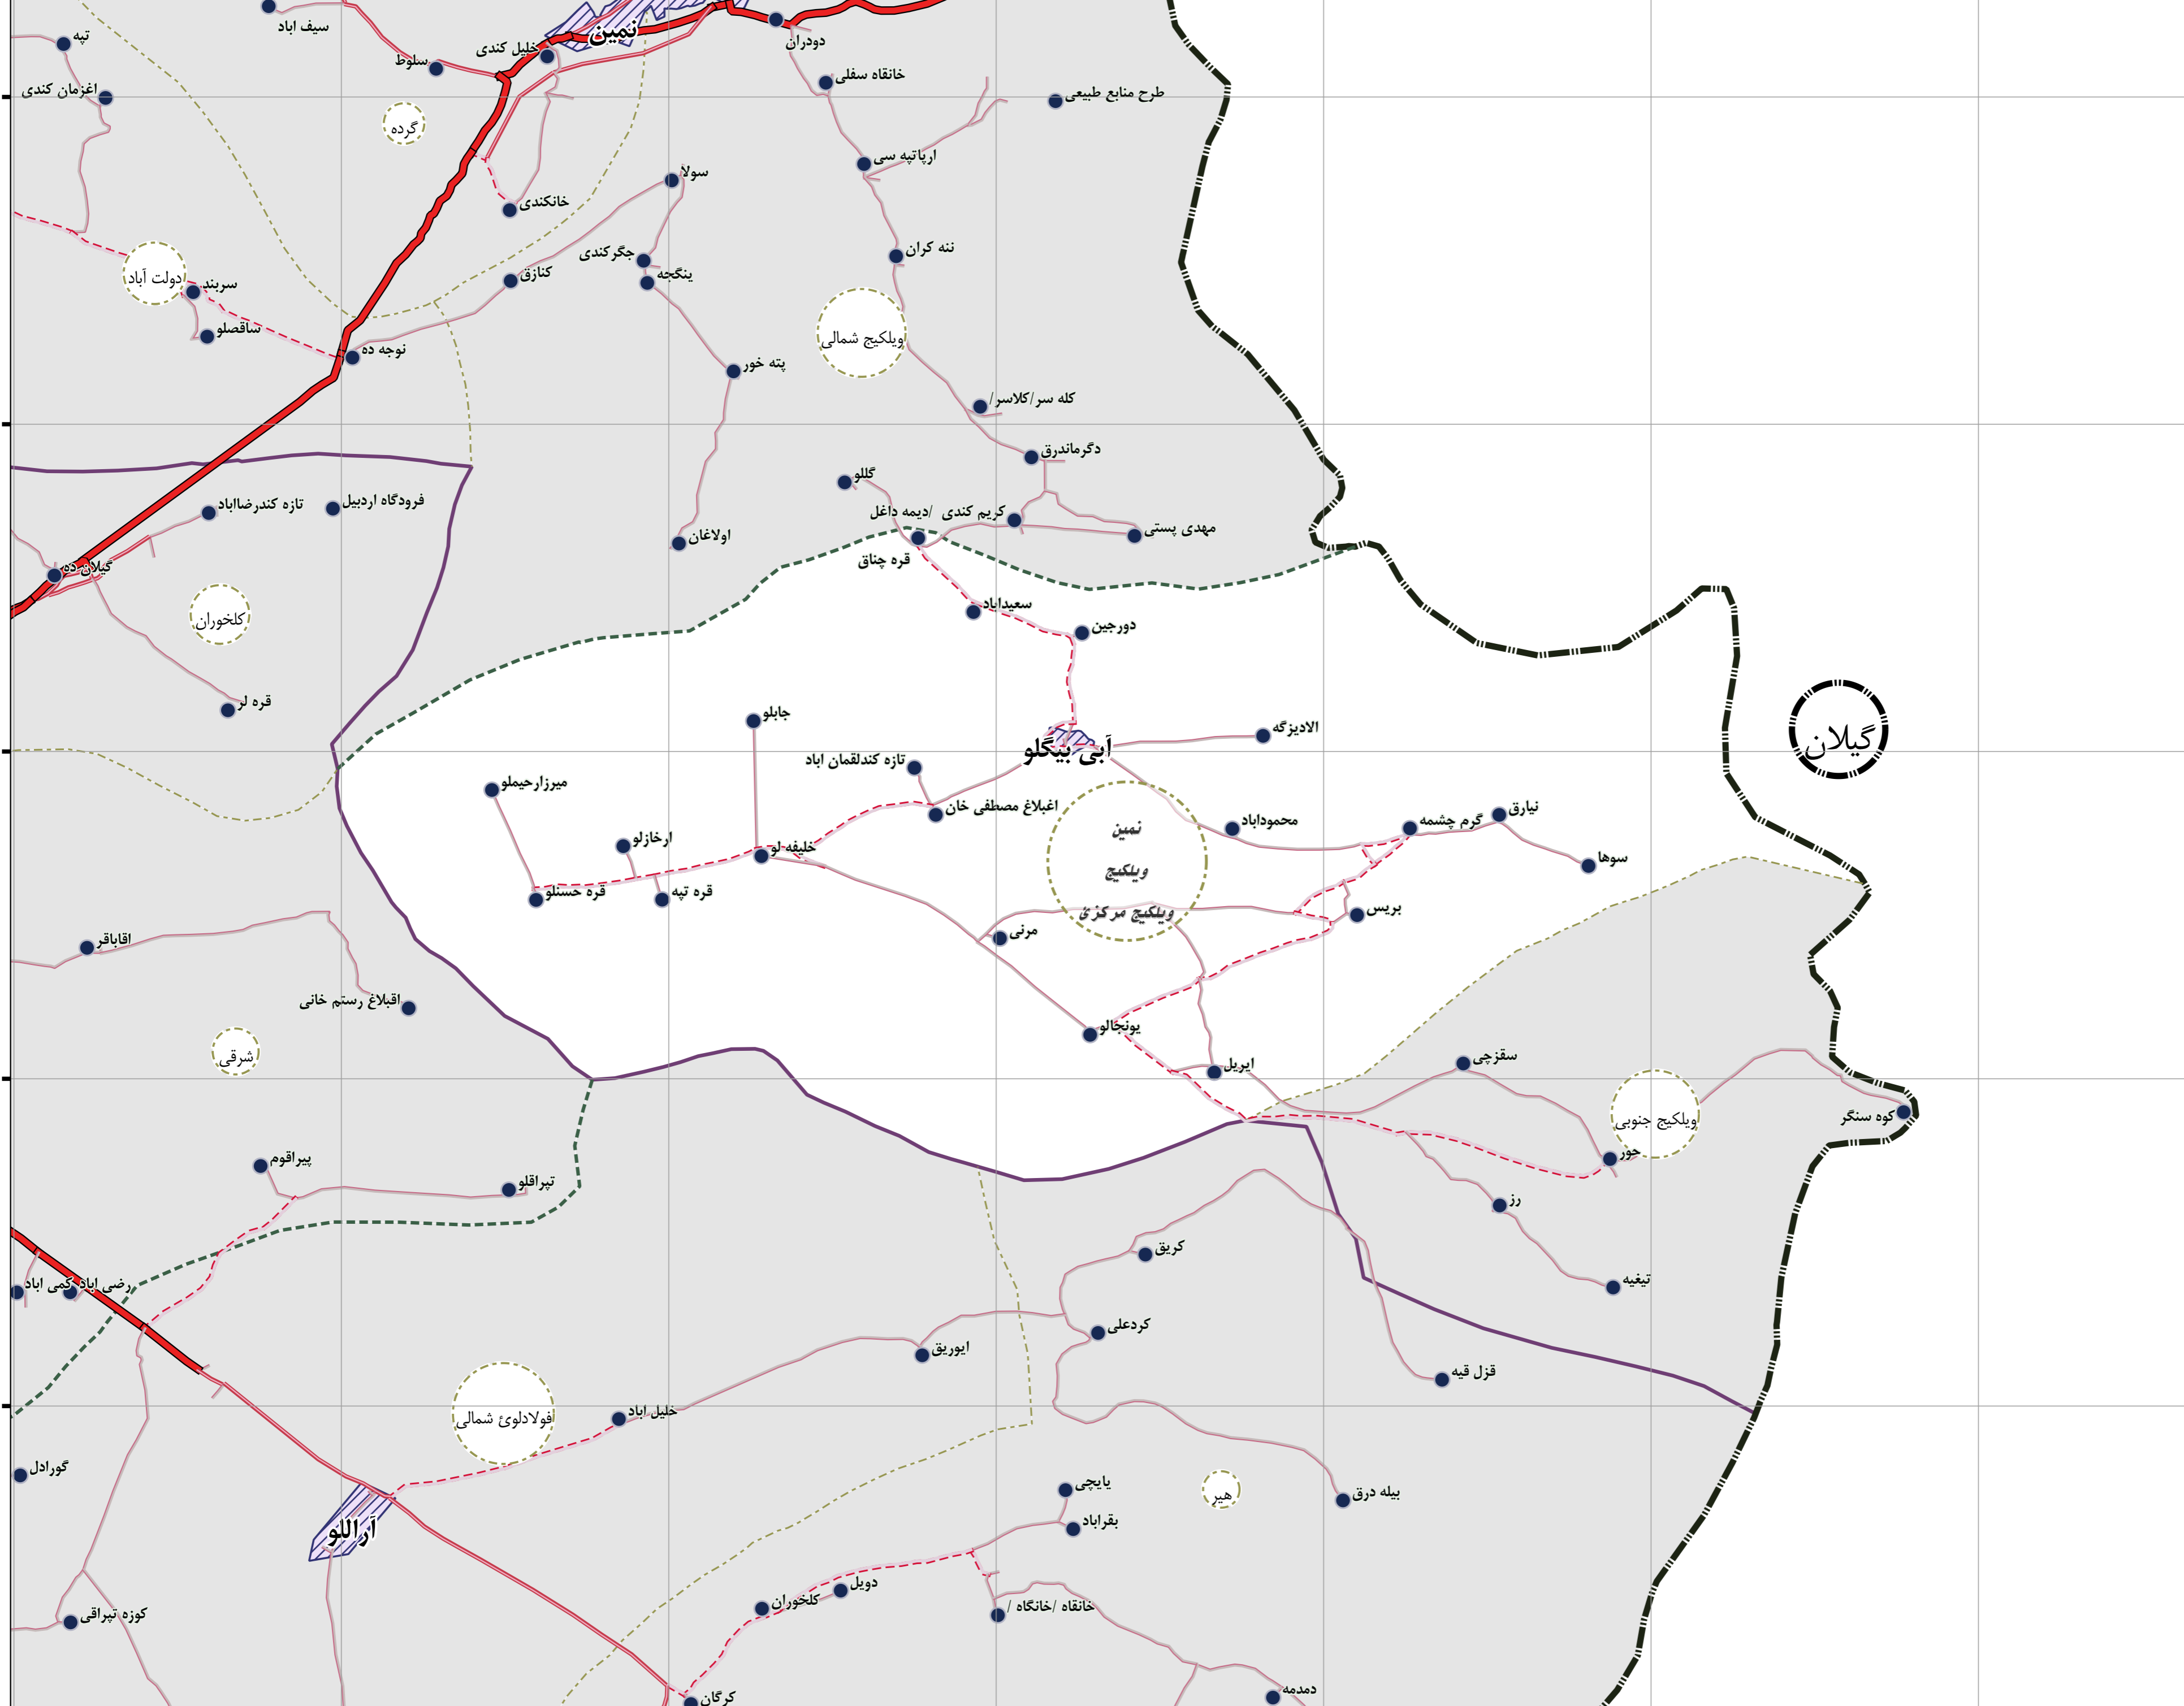 سیف اباد
تپه
نمین
خلیل کندی
سلوط
دودران
خانقاه سفلی
اغزمان کندی
طرح منابع طبیعی
گرده
ارپاتپه سی
سولا
خانکندی
ننه کران
جگرکندی
کنازق
ینگجه
دولت آباد
سربند
ساقصلو
نوجه ده
ویلکیج شمالی
پته خور
کله سر/کلاسر/
دگرماندرق
گللو
تازه کندرضااباد
فرودگاه اردبیل
کریم کندی /دیمه داغل
مهدی پستی
اولاغان
قره چناق
گیلان ده
کلخوران
سعیداباد
دورجین
قره لر
جابلو
الادیزگه
آبی بیگلو
گیلان
تازه کندلقمان اباد
میرزارحیملو
اغبلاغ مصطفی خان
محموداباد
گرم چشمه
نیارق
نمین
ویلکیج
ویلکیج مرکزئ
ارخازلو
خلیفه لو
سوها
قره حسنلو
قره تپه
بریس
مرنی
اقاباقر
اقبلاغ رستم خانی
یونجالو
شرقی
ایریل
سقزچی
ویلکیج جنوبی
کوه سنگر
حور
پیراقوم
تپراقلو
رز
کریق
تیغیه
رضی اباد
کمی اباد
کردعلی
ایوریق
قزل قیه
فولادلوئ شمالی
خلیل اباد
گورادل
یایچی
هیر
بیله درق
بقراباد
آراللو
دویل
کلخوران
خانقاه /خانگاه /
کوزه تپراقی
کرگان
دمدمه